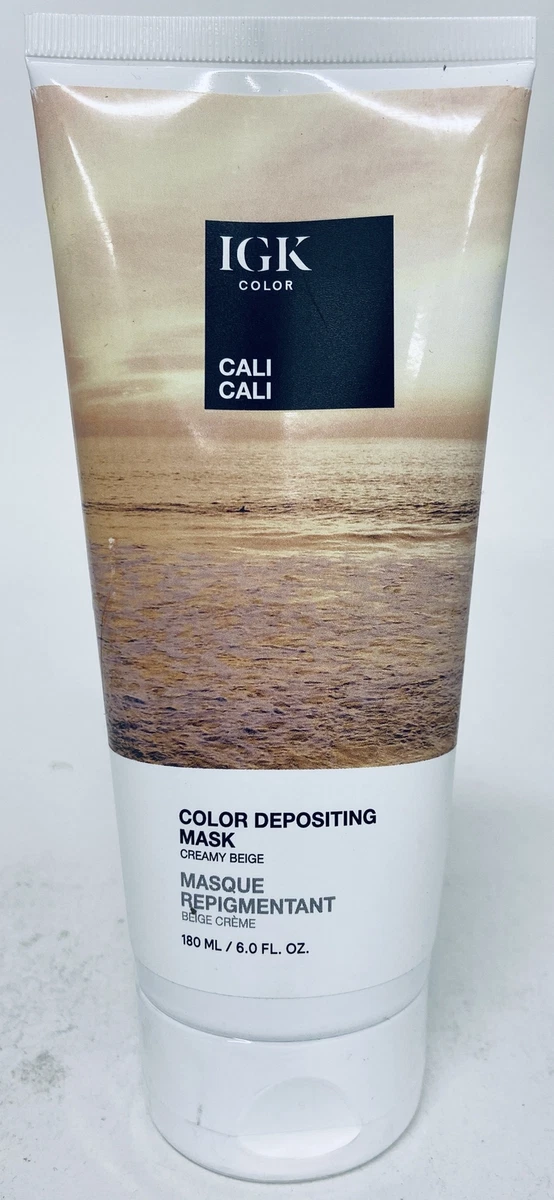 IGK
COLOR
CALI
CALI
COLOR DEPOSITING
MASK
CREAMY BEIGE
MASQUE
REPIGMENTANT
BEIGE CRÈME
180 ML / 6.0 FL. OZ.